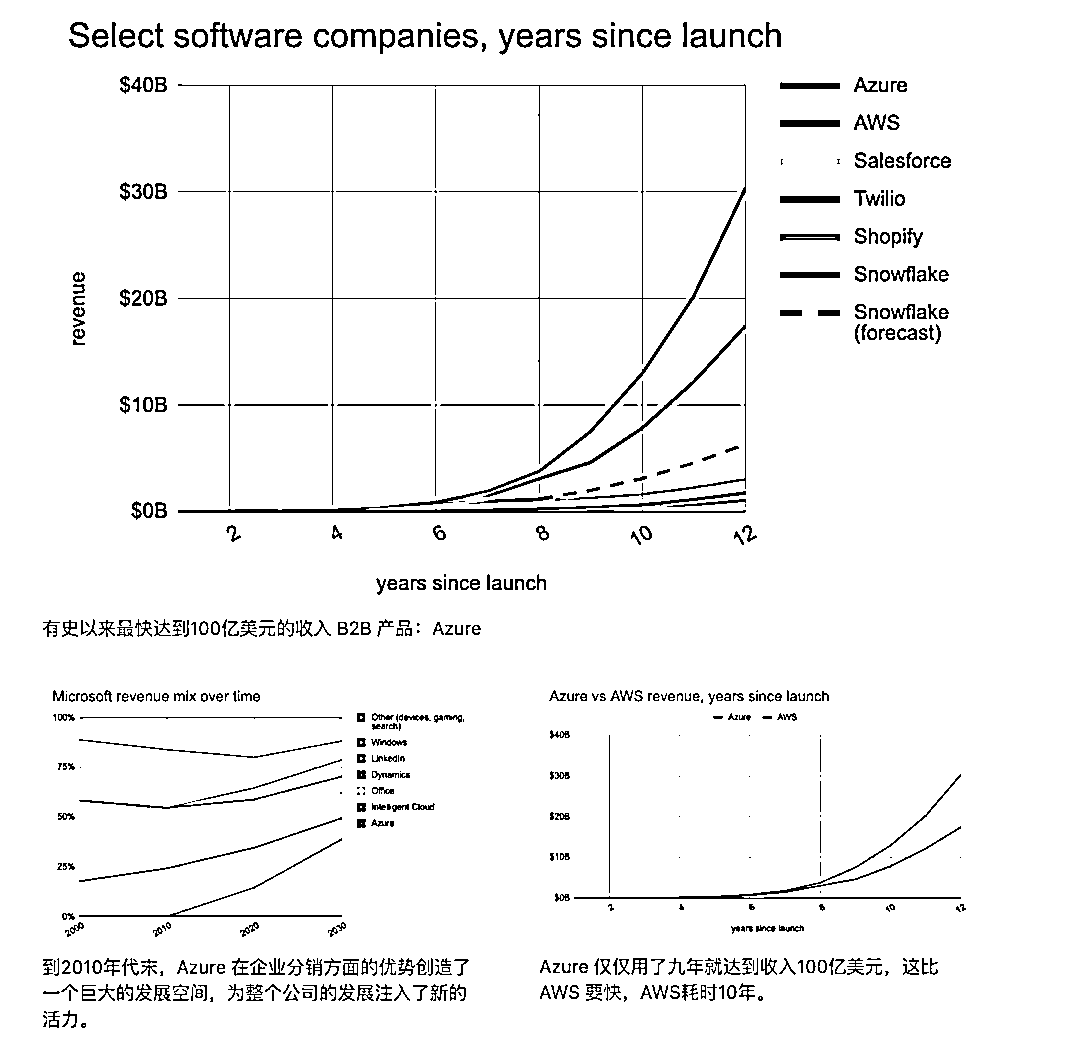 Select software companies, years since launch
$40B
$30B
$20B
$10B
$0B
revenue
2
4
6
8
10
12
years since launch
Azure
AWS
Salesforce
Twilio
Shopify
Snowflake
Snowflake
(forecast)
有史以来最快达到100亿美元的收入 B2B 产品：Azure
Microsoft revenue mix over time
100%
75%
50%
25%
0%
2000
2010
2020
2030
Other (devices, gaming,
search)
Windows
LinkedIn
Dynamics
Office
Intelligent Cloud
Azure
到2010年代末，Azure 在企业分销方面的优势创造了
一个巨大的发展空间，为整个公司的发展注入了新的
活力。
Azure vs AWS revenue, years since launch
Azure
AWS
$40B
$30B
$20B
$10B
$0B
2
4
6
8
10
12
years since launch
Azure 仅仅用了九年就达到收入100亿美元，这比
AWS 要快，AWS耗时10年。